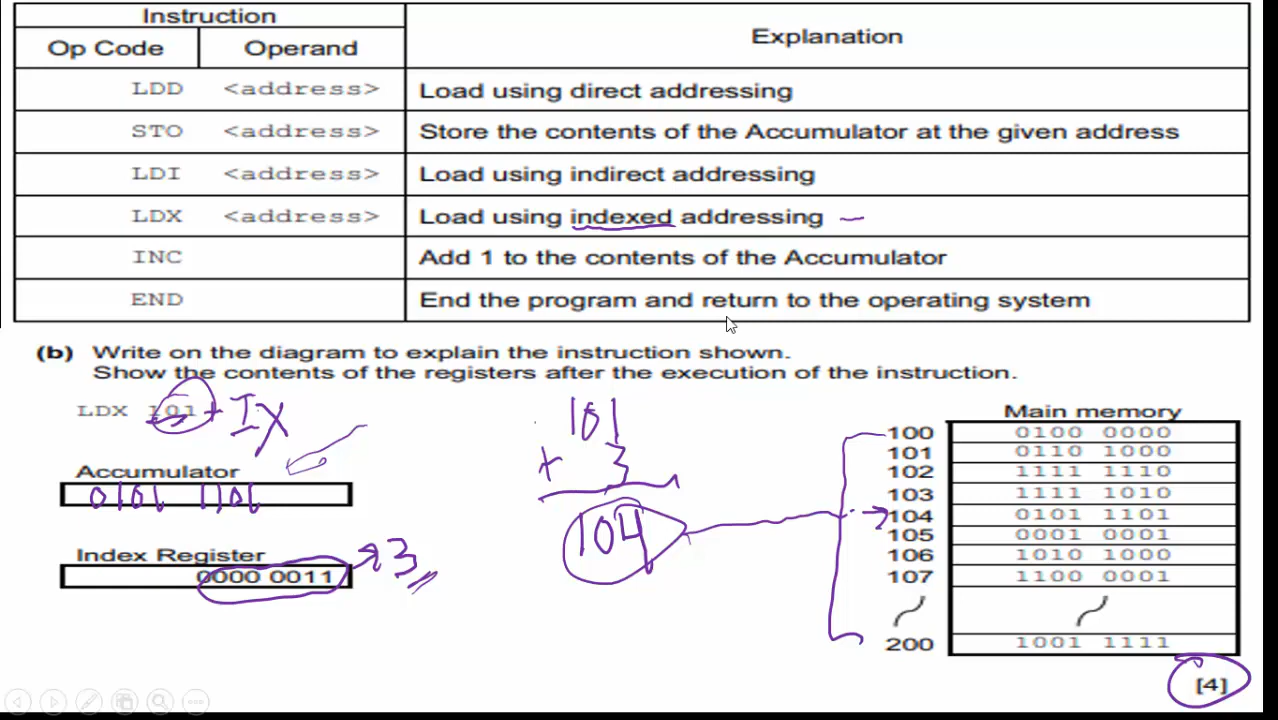 Instruction
Op Code Operand Explanation
LDD <address> Load using direct addressing
STO <address> Store the contents of the Accumulator at the given address
LDI <address> Load using indirect addressing
LDX <address> Load using indexed addressing
INC Add 1 to the contents of the Accumulator
END End the program and return to the operating system
(b) Write on the diagram to explain the instruction shown.
Show the contents of the registers after the execution of the instruction.
LDX 101 + IX
Accumulator
0101 1101
Index Register
0000 0011 3
101
+ 3
104
Main memory
100 0100 0000
101 0110 1000
102 1111 1110
103 1111 1010
104 0101 1101
105 0001 0001
106 1010 1000
107 1100 0001
200 1001 1111
[4]